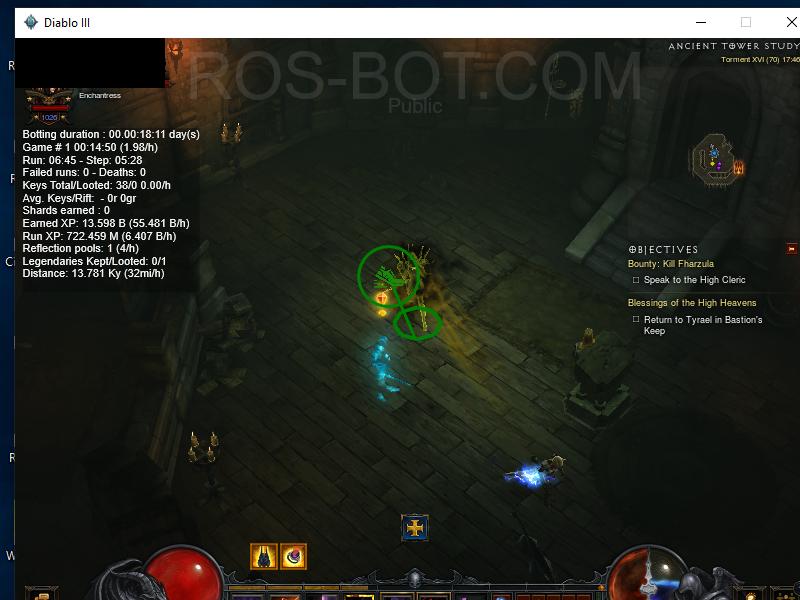 Diablo III
ROS-BOT.COM
Public
ANCIENT TOWER STUDY
Torment XVI (70) 17:46
Enchantress
1026
Botting duration : 00.00:18:11 day(s)
Game # 1 00:14:50 (1.98/h)
Run: 06:45 - Step: 05:28
Failed runs: 0 - Deaths: 0
Keys Total/Looted: 38/0 0.00/h
Avg. Keys/Rift: - 0r 0gr
Shards earned : 0
Earned XP: 13.598 B (55.481 B/h)
Run XP: 722.459 M (6.407 B/h)
Reflection pools: 1 (4/h)
Legendaries Kept/Looted: 0/1
Distance: 13.781 Ky (32mi/h)
OBJECTIVES
Bounty: Kill Fharzula
Speak to the High Cleric
Blessings of the High Heavens
Return to Tyrael in Bastion's
Keep
R
R
Ci
R
W